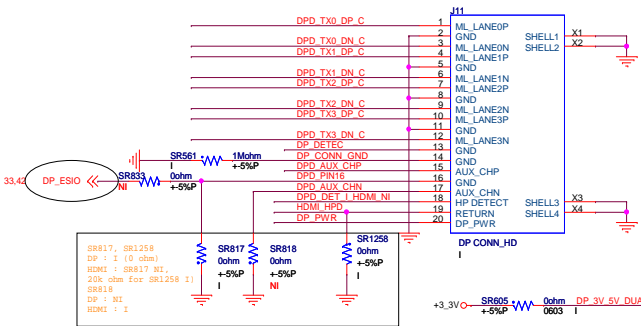 J11
DPD_TX0_DP_C 1 ML_LANE0P
2 GND SHELL1 X1
DPD_TX0_DN_C 3 ML_LANE0N SHELL2 X2
DPD_TX1_DP_C 4 ML_LANE1P
5 GND
DPD_TX1_DN_C 6 ML_LANE1N
DPD_TX2_DP_C 7 ML_LANE2P
8 GND
DPD_TX2_DN_C 9 ML_LANE2N
DPD_TX3_DP_C 10 ML_LANE3P
11 GND
DPD_TX3_DN_C 12 ML_LANE3N
DP_DETEC 13 GND
SR561 1Mohm DP_CONN_GND 14 GND
I +-5%P DPD_AUX_CHP 15 AUX_CHP
33,42 DP_ESIO SR833 0ohm DPD_PIN16 16 GND
NI +-5%P DPD_AUX_CHN 17 AUX_CHN
DPD_DET_I_HDMI_NI 18 HP DETECT SHELL3 X3
HDMI_HPD 19 RETURN SHELL4 X4
DP_PWR 20 DP_PWR
DP CONN_HD
I
SR817, SR1258
DP : I (0 ohm)
HDMI : SR817 NI,
20k ohm for SR1258 I)
SR818
DP : NI
HDMI : I
SR817
0ohm
+-5%P
I
SR818
0ohm
+-5%P
NI
SR1258
0ohm
+-5%P
I
+3_3V SR605 0ohm DP_3V_5V_DUA
+-5%P 0603 I